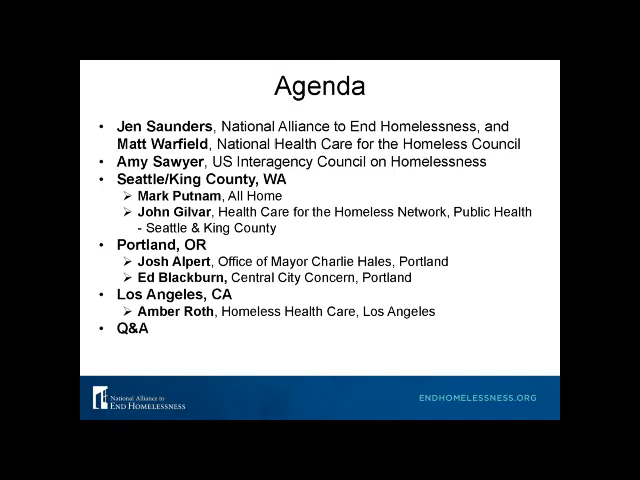 Agenda
• Jen Saunders, National Alliance to End Homelessness, and
Matt Warfield, National Health Care for the Homeless Council
• Amy Sawyer, US Interagency Council on Homelessness
• Seattle/King County, WA
➢ Mark Putnam, All Home
➢ John Gilvar, Health Care for the Homeless Network, Public Health
- Seattle & King County
• Portland, OR
➢ Josh Alpert, Office of Mayor Charlie Hales, Portland
➢ Ed Blackburn, Central City Concern, Portland
• Los Angeles, CA
➢ Amber Roth, Homeless Health Care, Los Angeles
• Q&A
National Alliance to
END HOMELESSNESS
ENDHOMELESSNESS.ORG